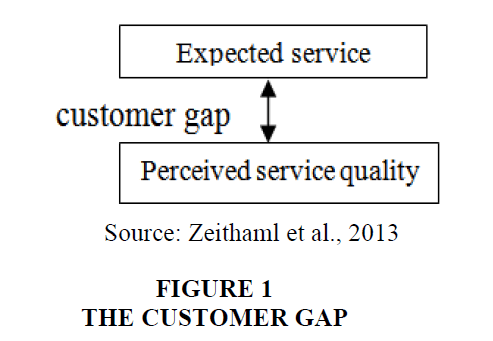 Expected service
customer gap
Perceived service quality
Source: Zeithaml et al., 2013
FIGURE 1
THE CUSTOMER GAP